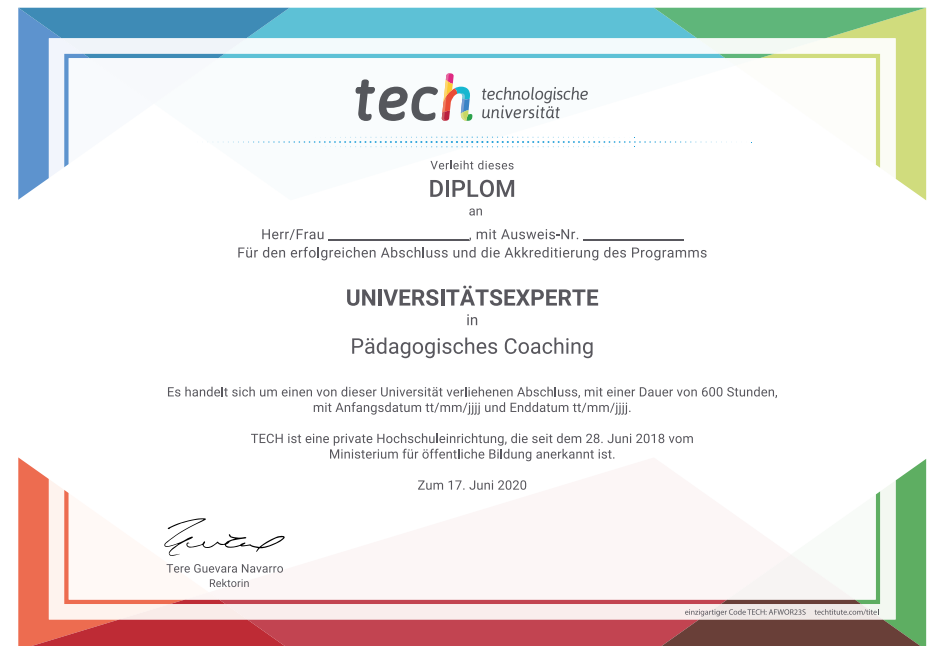 tech technologische
universität
Verleiht dieses
DIPLOM
an
Herr/Frau ____________, mit Ausweis-Nr. ____________
Für den erfolgreichen Abschluss und die Akkreditierung des Programms
UNIVERSITÄTSEXPERTE
in
Pädagogisches Coaching
Es handelt sich um einen von dieser Universität verliehenen Abschluss, mit einer Dauer von 600 Stunden,
mit Anfangsdatum tt/mm/jjjj und Enddatum tt/mm/jjjj.
TECH ist eine private Hochschuleinrichtung, die seit dem 28. Juni 2018 vom
Ministerium für öffentliche Bildung anerkannt ist.
Zum 17. Juni 2020
Tere Guevara Navarro
Rektorin
einzigartiger Code TECH: AFWOR23S techtitute.com/titel